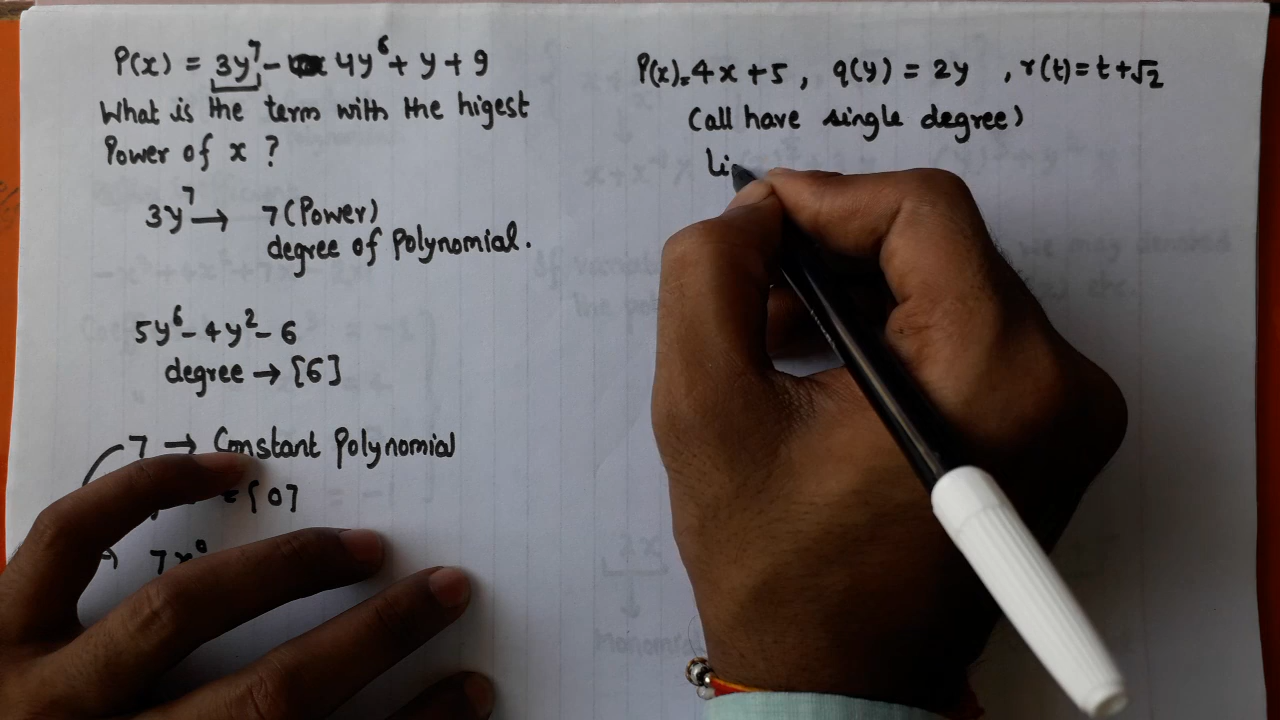 P(x) = 3y⁷ - 4y⁶ + y + 9
What is the term with the higest
Power of x ?
3y⁷ → 7 (Power)
degree of Polynomial.
5y⁶ - 4y² - 6
degree → [6]
7 → Constant Polynomial
[0]
7x⁰
P(x) = 4x + 5 , q(y) = 2y , r(t) = t + √2
(all have single degree)
Li